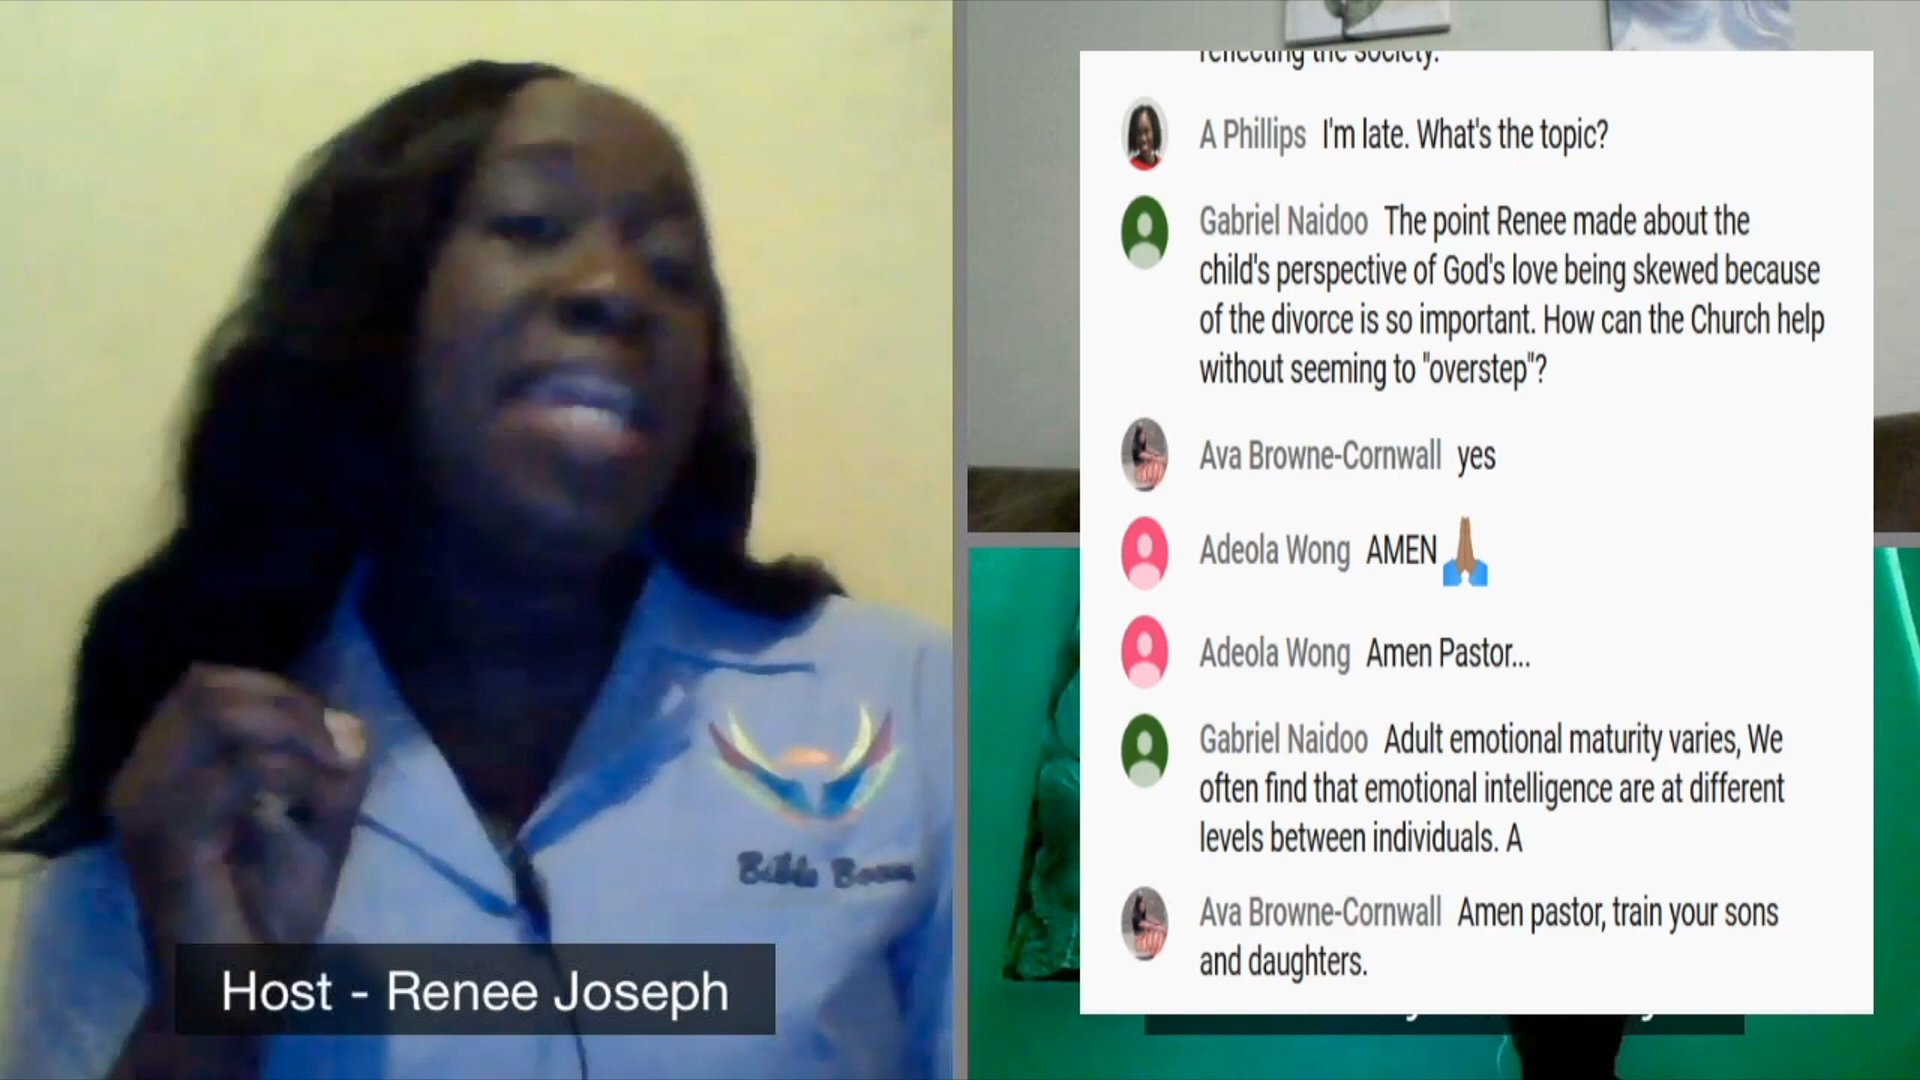 reflecting the society.
A Phillips I'm late. What's the topic?
Gabriel Naidoo The point Renee made about the
child's perspective of God's love being skewed because
of the divorce is so important. How can the Church help
without seeming to "overstep"?
Ava Browne-Cornwall yes
Adeola Wong AMEN🙏🏽
Adeola Wong Amen Pastor...
Gabriel Naidoo Adult emotional maturity varies, We
often find that emotional intelligence are at different
levels between individuals. A
Ava Browne-Cornwall Amen pastor, train your sons
and daughters.
Host - Renee Joseph